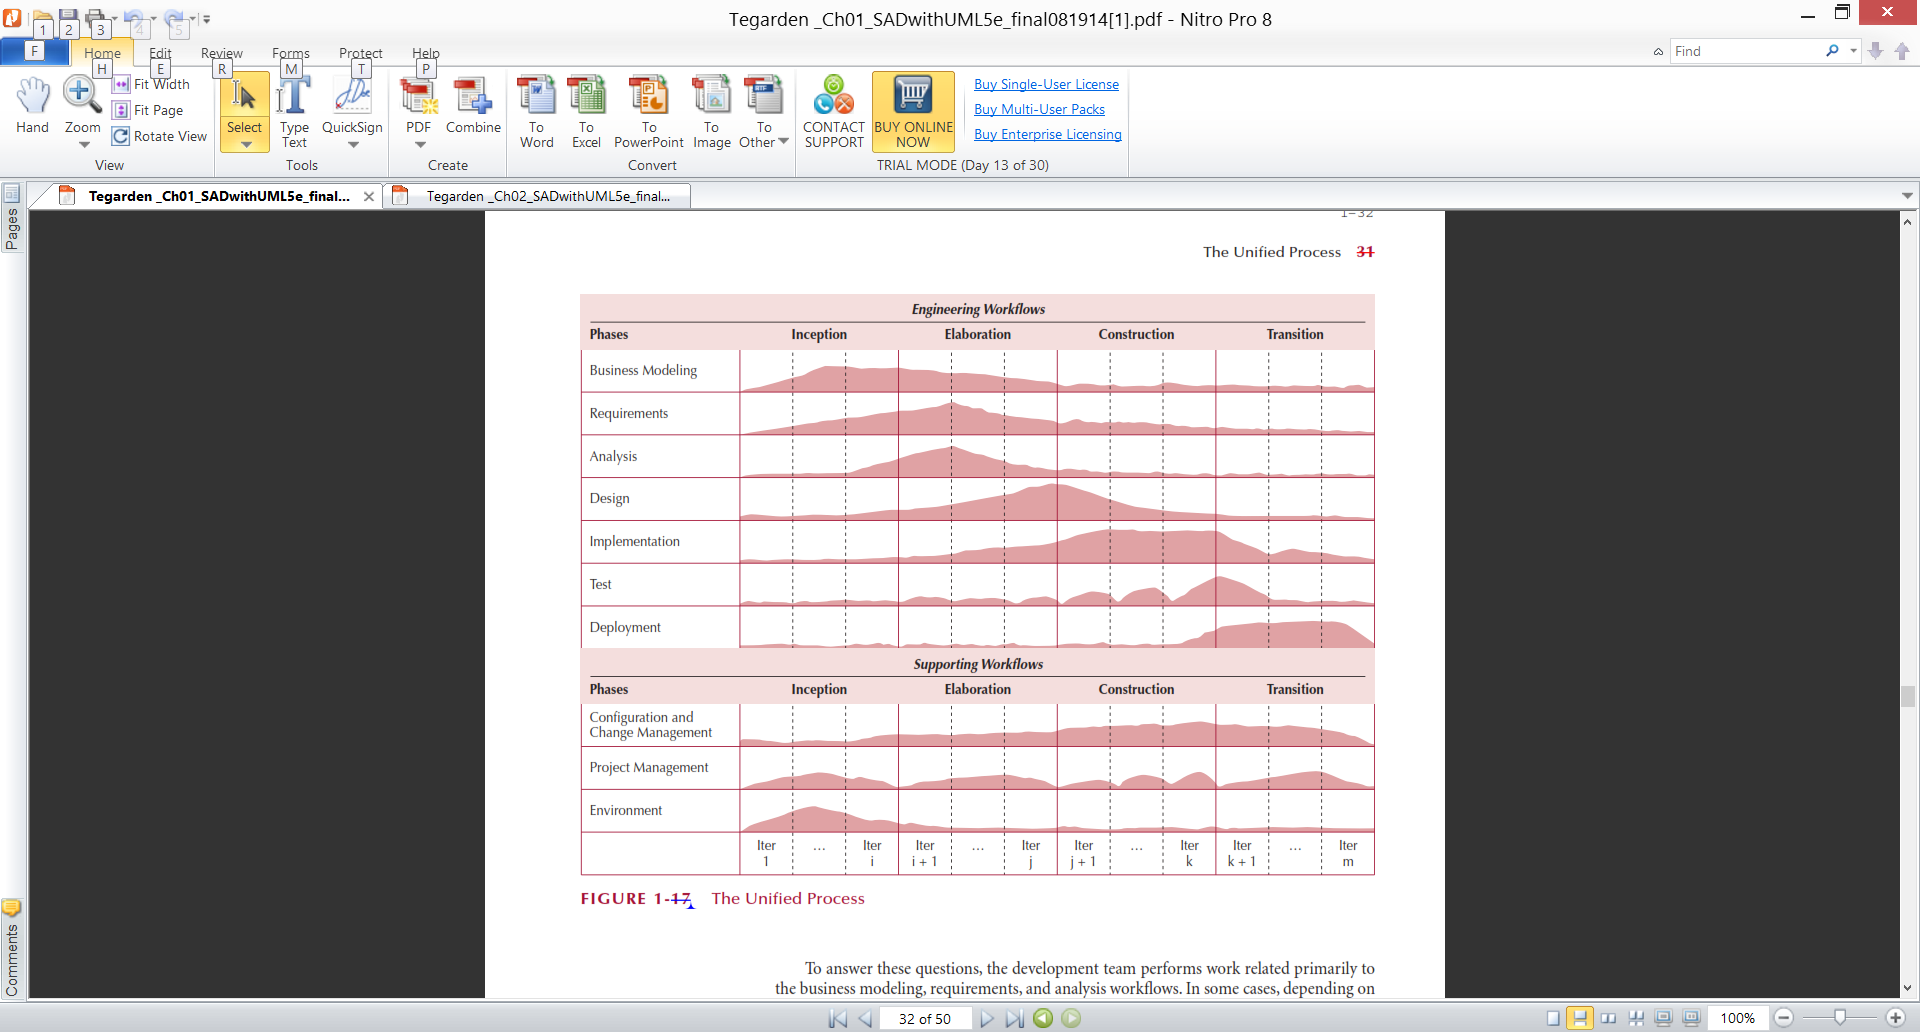 Tegarden _Ch01_SADwithUML5e_final081914[1].pdf - Nitro Pro 8
1 2 3 4 5
F
Home Edit Review Forms Protect Help
H E R M T P
Find
Hand
Zoom
Fit Width
Fit Page
Rotate View
View
Select
Type Text
QuickSign
Tools
PDF
Combine
Create
To Word
To Excel
To PowerPoint
To Image
To Other
Convert
CONTACT SUPPORT
BUY ONLINE NOW
Buy Single-User License
Buy Multi-User Packs
Buy Enterprise Licensing
TRIAL MODE (Day 13 of 30)
Pages
Tegarden _Ch01_SADwithUML5e_final...
Tegarden _Ch02_SADwithUML5e_final...
1–32
The Unified Process 31
Engineering Workflows
Phases Inception Elaboration Construction Transition
Business Modeling
Requirements
Analysis
Design
Implementation
Test
Deployment
Supporting Workflows
Phases Inception Elaboration Construction Transition
Configuration and
Change Management
Project Management
Environment
Iter ... Iter Iter ... Iter Iter ... Iter Iter ... Iter
1 i i + 1 j j + 1 k k + 1 m
FIGURE 1-17 The Unified Process
To answer these questions, the development team performs work related primarily to
the business modeling, requirements, and analysis workflows. In some cases, depending on
Comments
32 of 50
100%